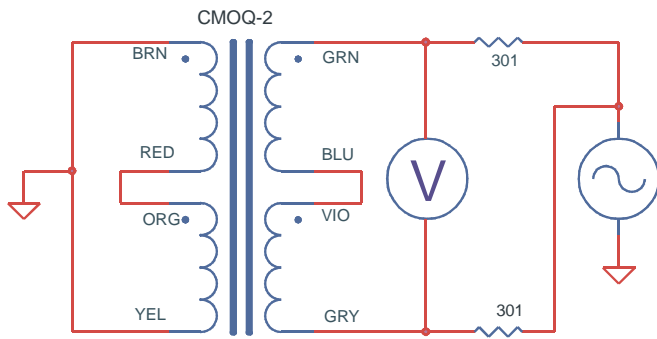 CMOQ-2
BRN
GRN
301
RED
BLU
V
ORG
VIO
YEL
GRY
301